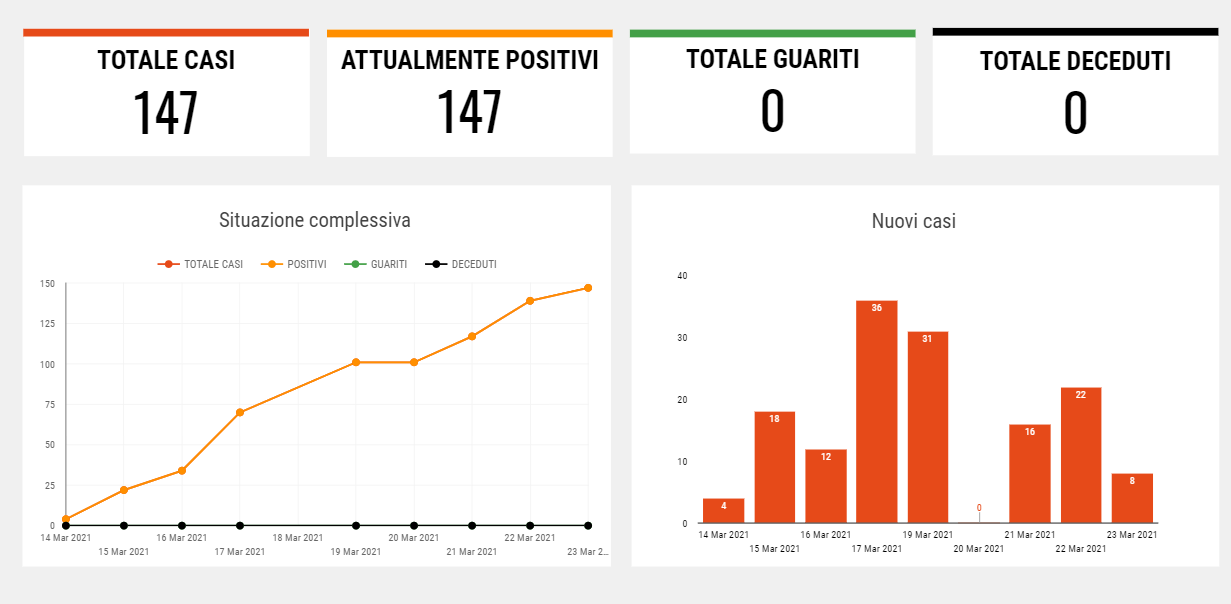 TOTALE CASI
147
ATTUALMENTE POSITIVI
147
TOTALE GUARITI
0
TOTALE DECEDUTI
0
Situazione complessiva
TOTALE CASI POSITIVI GUARITI DECEDUTI
150
125
100
75
50
25
0
14 Mar 2021 16 Mar 2021 18 Mar 2021 20 Mar 2021 22 Mar 2021
15 Mar 2021 17 Mar 2021 19 Mar 2021 21 Mar 2021 23 Mar 2...
Nuovi casi
40
30
20
10
0
4 18 12 36 31 0 16 22 8
14 Mar 2021 16 Mar 2021 19 Mar 2021 21 Mar 2021 23 Mar 2021
15 Mar 2021 17 Mar 2021 20 Mar 2021 22 Mar 2021